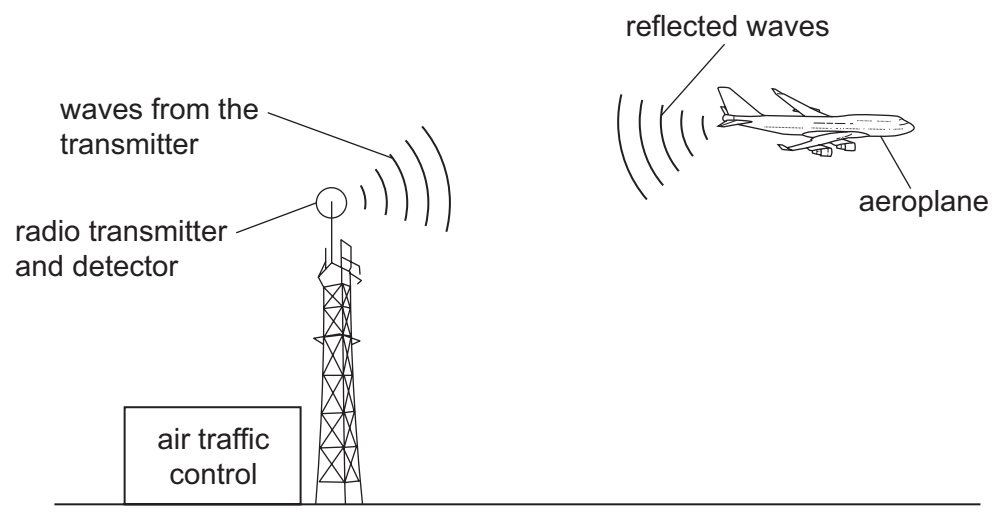 reflected waves
waves from the
transmitter
aeroplane
radio transmitter
and detector
air traffic
control